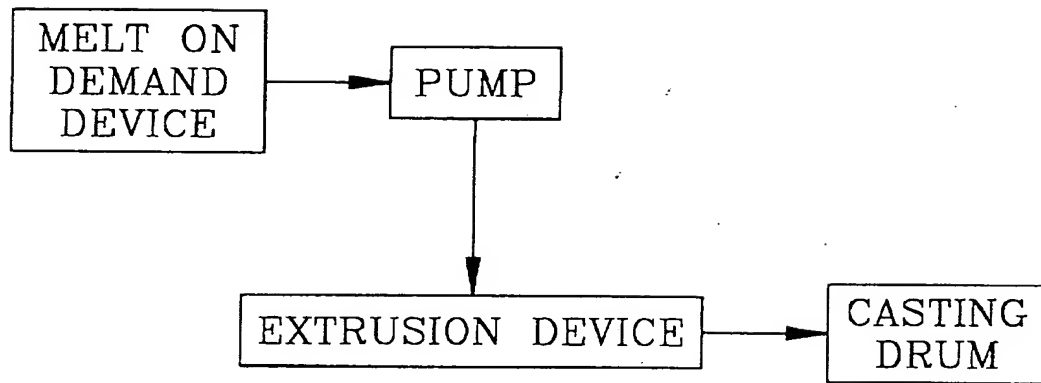 MELT ON
DEMAND
DEVICE
PUMP
EXTRUSION DEVICE
CASTING
DRUM